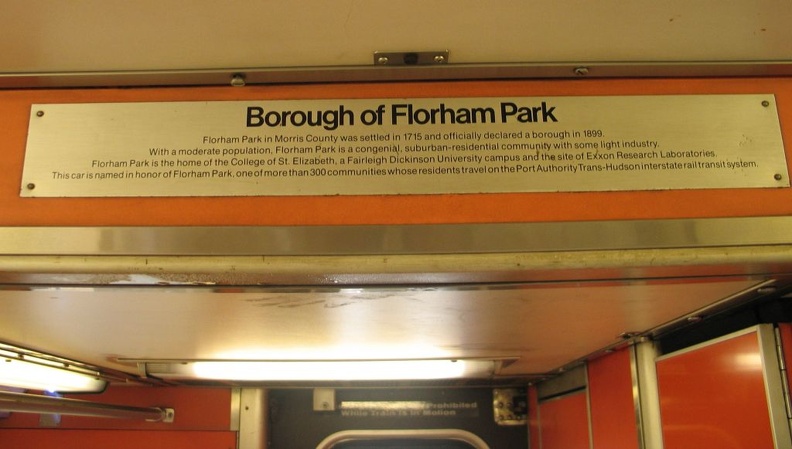 Borough of Florham Park
Florham Park in Morris County was settled in 1715 and officially declared a borough in 1899.
With a moderate population, Florham Park is a congenial, suburban-residential community with some light industry.
Florham Park is the home of the College of St. Elizabeth, a Fairleigh Dickinson University campus and the site of Exxon Research Laboratories.
This car is named in honor of Florham Park, one of more than 300 communities whose residents travel on the Port Authority Trans-Hudson interstate rail transit system.
Prohibited
While Train Is In Motion